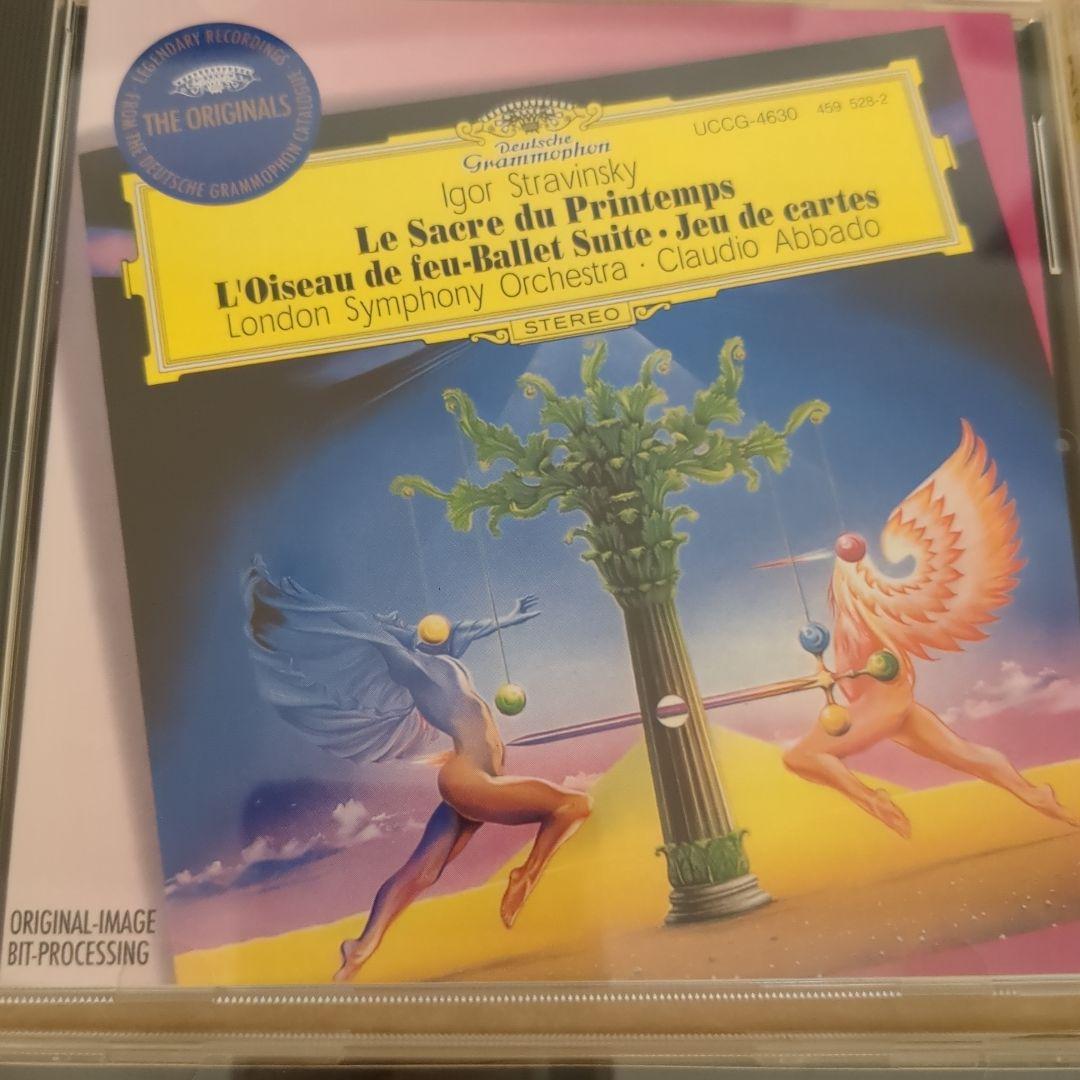 LEGENDARY RECORDINGS
THE ORIGINALS
FROM THE DEUTSCHE GRAMMOPHON CATALOGUE
UCCG-4630 459 528-2
Deutsche
Grammophon
Igor Stravinsky
Le Sacre du Printemps
L'Oiseau de feu-Ballet Suite · Jeu de cartes
London Symphony Orchestra · Claudio Abbado
STEREO
ORIGINAL-IMAGE
BIT-PROCESSING